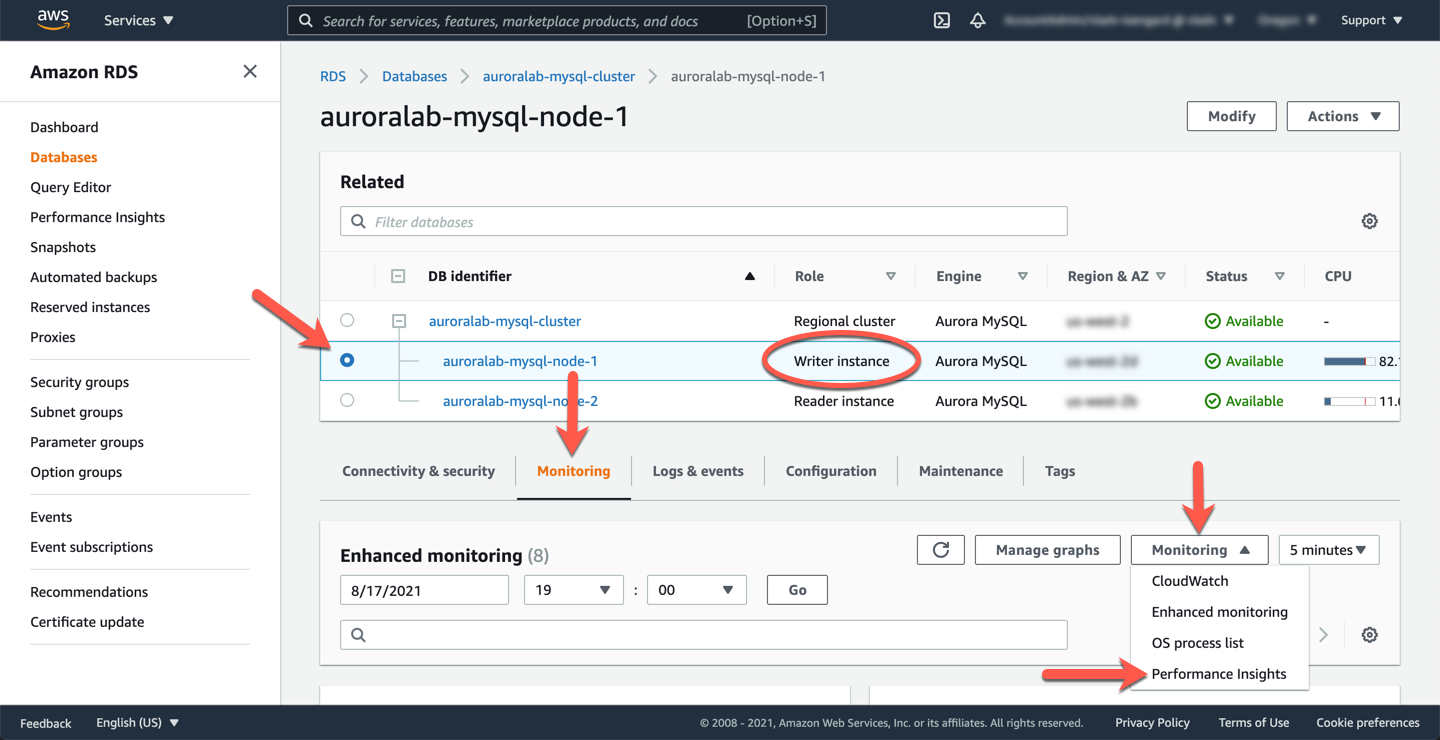 aws Services Search for services, features, marketplace products, and docs [Option+S] Support
Amazon RDS
Dashboard
Databases
Query Editor
Performance Insights
Snapshots
Automated backups
Reserved instances
Proxies
Security groups
Subnet groups
Parameter groups
Option groups
Events
Event subscriptions
Recommendations
Certificate update
RDS Databases auroralab-mysql-cluster auroralab-mysql-node-1
auroralab-mysql-node-1 Modify Actions
Related
Filter databases
DB identifier Role Engine Region & AZ Status CPU
auroralab-mysql-cluster Regional cluster Aurora MySQL Available -
auroralab-mysql-node-1 Writer instance Aurora MySQL Available 82.
auroralab-mysql-node-2 Reader instance Aurora MySQL Available 11.
Connectivity & security Monitoring Logs & events Configuration Maintenance Tags
Enhanced monitoring (8) Manage graphs Monitoring 5 minutes
8/17/2021 19 : 00 Go
CloudWatch
Enhanced monitoring
OS process list
Performance Insights
Feedback English (US) © 2008 - 2021, Amazon Web Services, Inc. or its affiliates. All rights reserved. Privacy Policy Terms of Use Cookie preferences